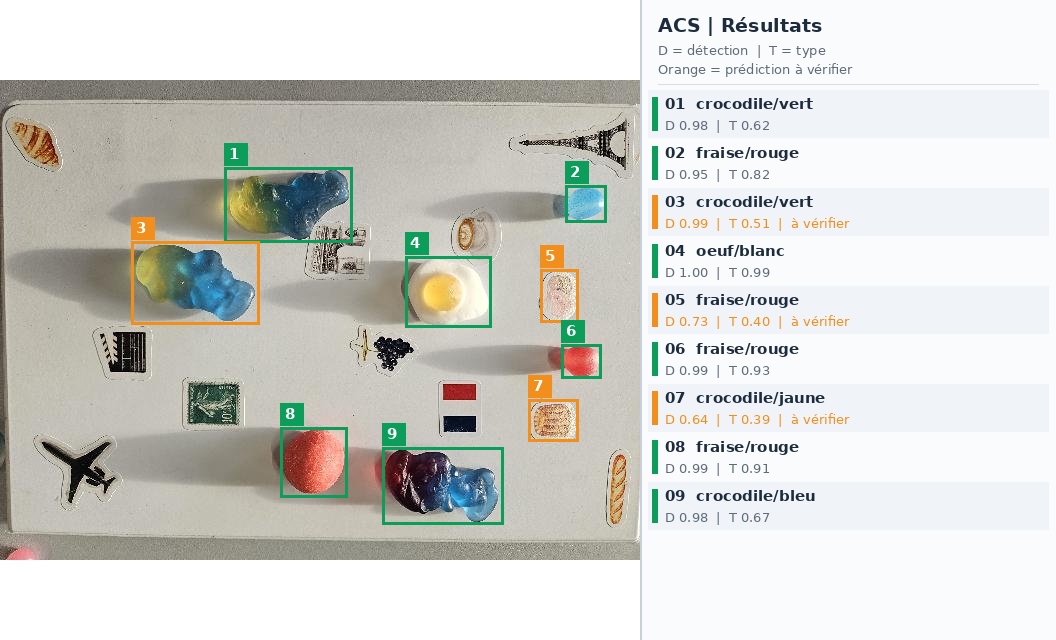 ACS | Résultats
D = détection | T = type
Orange = prédiction à vérifier
01 crocodile/vert
D 0.98 | T 0.62
02 fraise/rouge
D 0.95 | T 0.82
03 crocodile/vert
D 0.99 | T 0.51 | à vérifier
04 oeuf/blanc
D 1.00 | T 0.99
05 fraise/rouge
D 0.73 | T 0.40 | à vérifier
06 fraise/rouge
D 0.99 | T 0.93
07 crocodile/jaune
D 0.64 | T 0.39 | à vérifier
08 fraise/rouge
D 0.99 | T 0.91
09 crocodile/bleu
D 0.98 | T 0.67
1
2
3
4
5
6
7
8
9